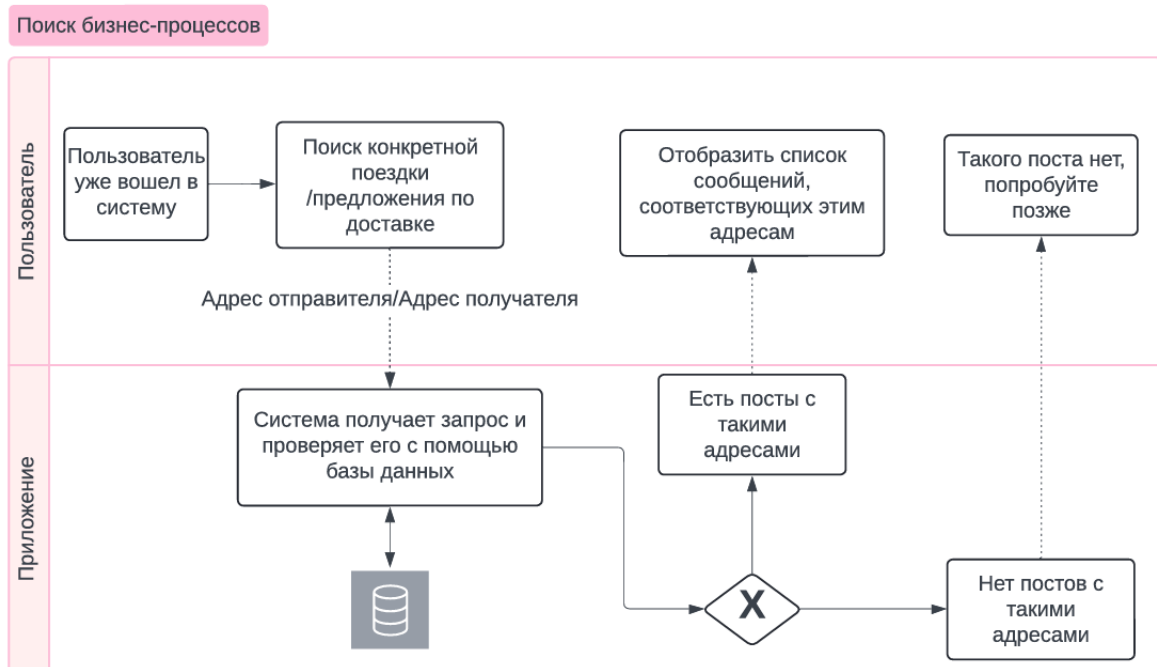 Поиск бизнес-процессов
Пользователь
Пользователь
уже вошел в
систему
Поиск конкретной
поездки
/предложения по
доставке
Отобразить список
сообщений,
соответствующих этим
адресам
Такого поста нет,
попробуйте
позже
Адрес отправителя/Адрес получателя
Приложение
Система получает запрос и
проверяет его с помощью
базы данных
Есть посты с
такими
адресами
X
Нет постов с
такими
адресами